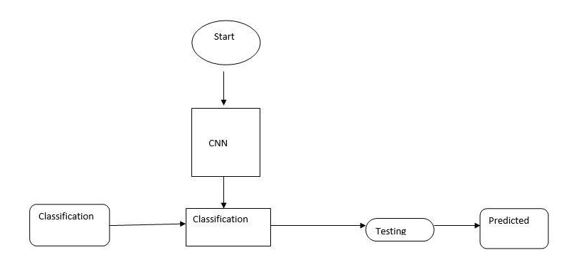 Start
CNN
Classification
Classification
Testing
Predicted